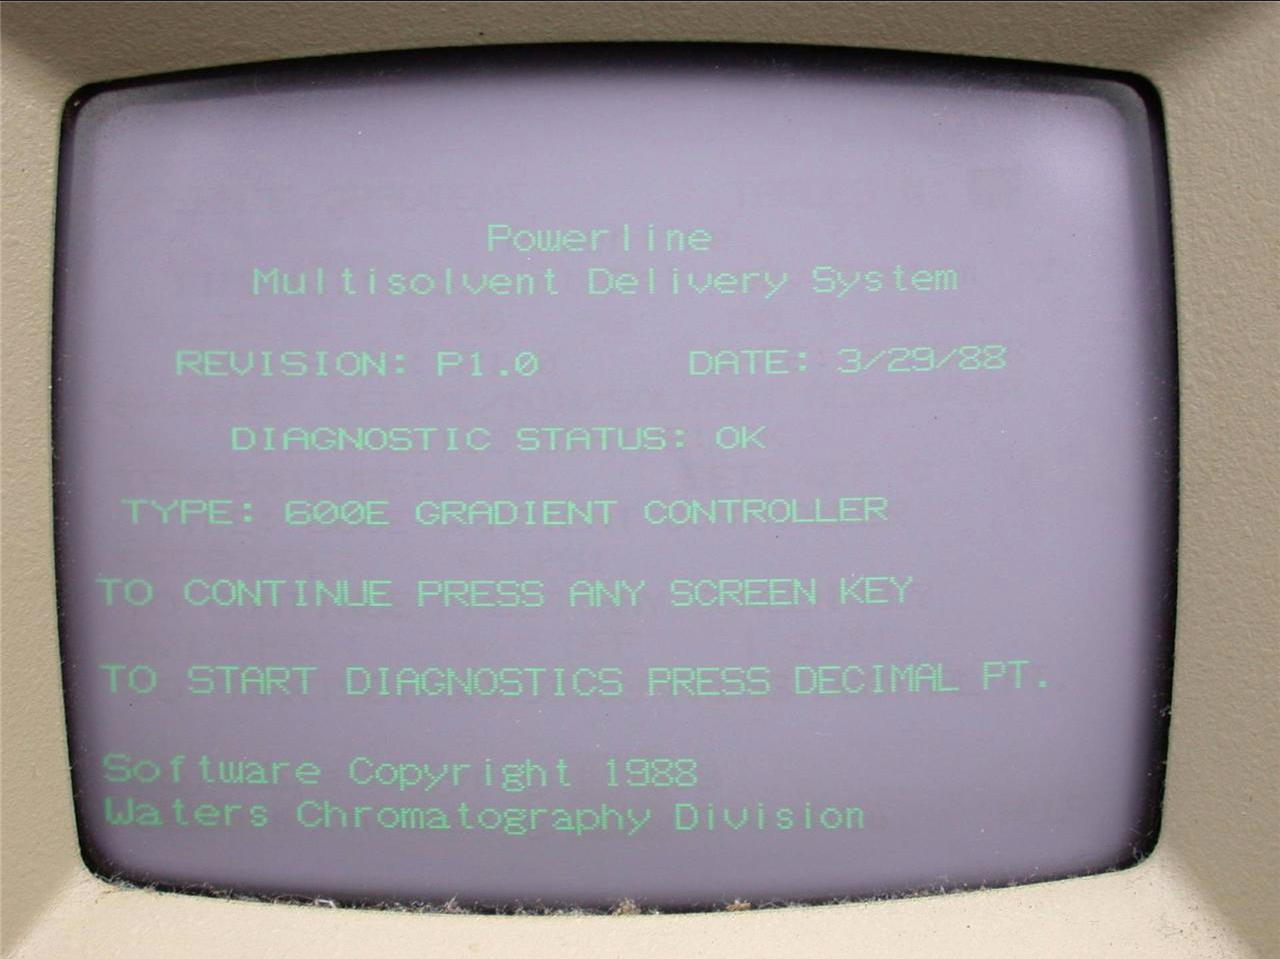 Powerline
Multisolvent Delivery System
REVISION: P1.0 DATE: 3/29/88
DIAGNOSTIC STATUS: OK
TYPE: 600E GRADIENT CONTROLLER
TO CONTINUE PRESS ANY SCREEN KEY
TO START DIAGNOSTICS PRESS DECIMAL PT.
Software Copyright 1988
Waters Chromatography Division